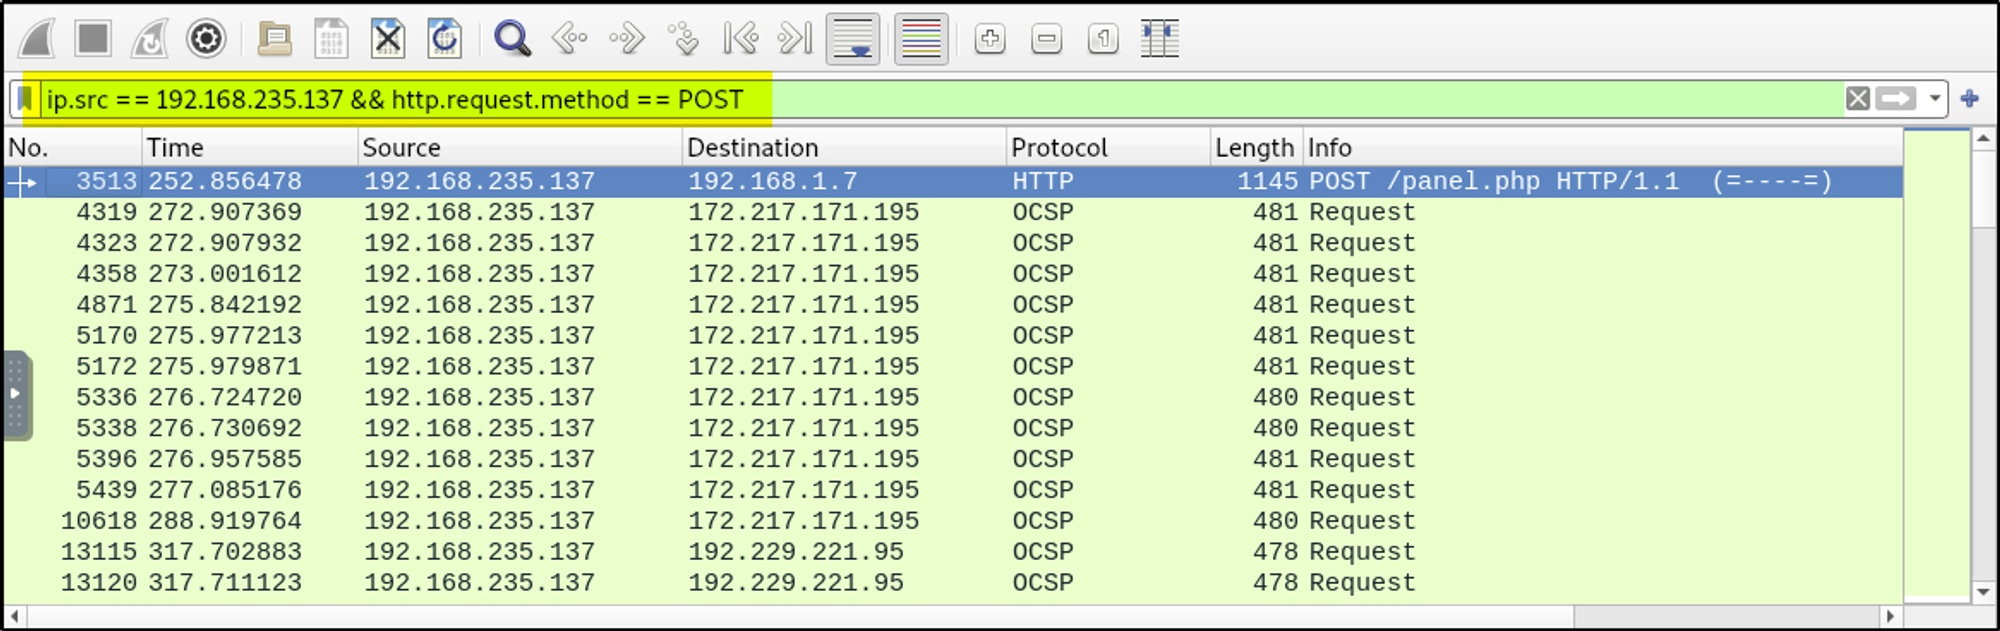 ip.src == 192.168.235.137 && http.request.method == POST
No. Time Source Destination Protocol Length Info
3513 252.856478 192.168.235.137 192.168.1.7 HTTP 1145 POST /panel.php HTTP/1.1 (=----=)
4319 272.907369 192.168.235.137 172.217.171.195 OCSP 481 Request
4323 272.907932 192.168.235.137 172.217.171.195 OCSP 481 Request
4358 273.001612 192.168.235.137 172.217.171.195 OCSP 481 Request
4871 275.842192 192.168.235.137 172.217.171.195 OCSP 481 Request
5170 275.977213 192.168.235.137 172.217.171.195 OCSP 481 Request
5172 275.979871 192.168.235.137 172.217.171.195 OCSP 481 Request
5336 276.724720 192.168.235.137 172.217.171.195 OCSP 480 Request
5338 276.730692 192.168.235.137 172.217.171.195 OCSP 480 Request
5396 276.957585 192.168.235.137 172.217.171.195 OCSP 481 Request
5439 277.085176 192.168.235.137 172.217.171.195 OCSP 481 Request
10618 288.919764 192.168.235.137 172.217.171.195 OCSP 480 Request
13115 317.702883 192.168.235.137 192.229.221.95 OCSP 478 Request
13120 317.711123 192.168.235.137 192.229.221.95 OCSP 478 Request